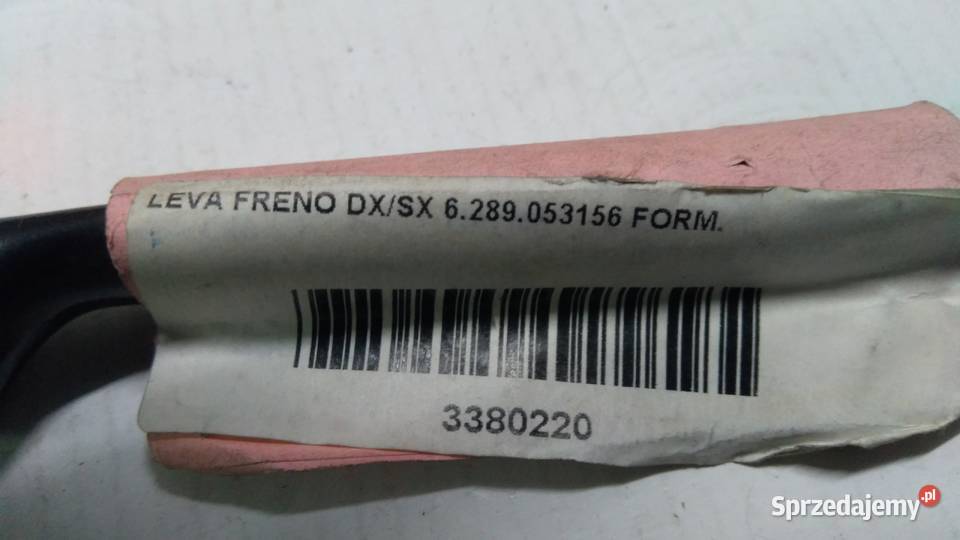 LEVA FRENO DX/SX 6.289.053156 FORM.
3380220
Sprzedajemy.pl